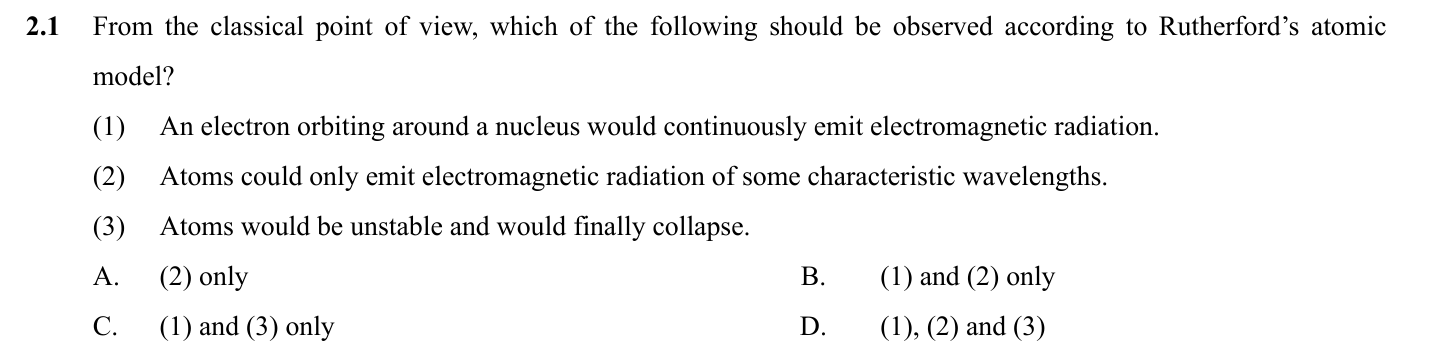 2.1 From the classical point of view, which of the following should be observed according to Rutherford’s atomic
model?
(1) An electron orbiting around a nucleus would continuously emit electromagnetic radiation.
(2) Atoms could only emit electromagnetic radiation of some characteristic wavelengths.
(3) Atoms would be unstable and would finally collapse.
A. (2) only B. (1) and (2) only
C. (1) and (3) only D. (1), (2) and (3)